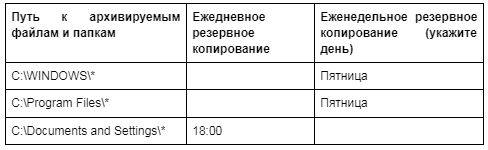 Путь к архивируемым
файлам и папкам
Ежедневное
резервное
копирование
Еженедельное резервное
копирование (укажите
день)
C:\WINDOWS\*
Пятница
C:\Program Files\*
Пятница
C:\Documents and Settings\*
18:00